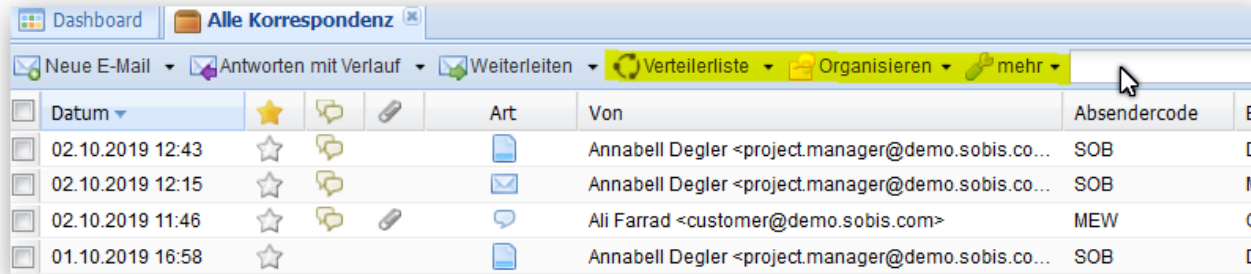 Dashboard Alle Korrespondenz
Neue E-Mail Antworten mit Verlauf Weiterleiten Verteilerliste Organisieren mehr
Datum Art Von Absendercode
02.10.2019 12:43 Annabell Degler <project.manager@demo.sobis.co... SOB
02.10.2019 12:15 Annabell Degler <project.manager@demo.sobis.co... SOB
02.10.2019 11:46 Ali Farrad <customer@demo.sobis.com> MEW
01.10.2019 16:58 Annabell Degler <project.manager@demo.sobis.co... SOB